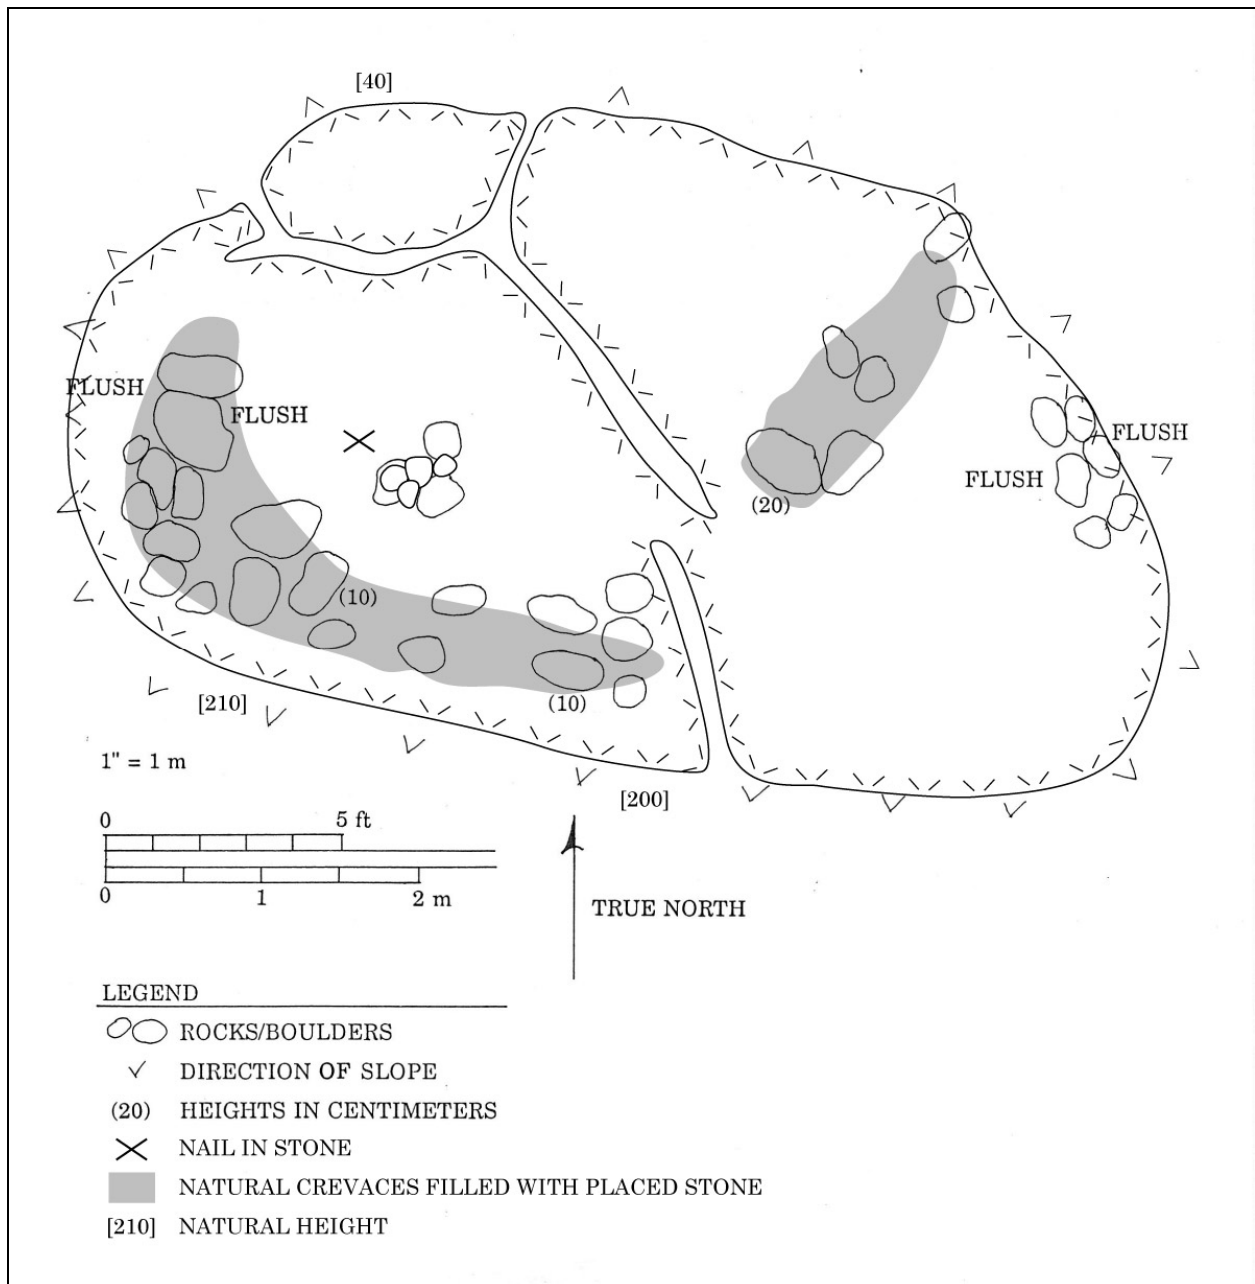 [40]
FLUSH
FLUSH
FLUSH
FLUSH
(20)
(10)
(10)
[210]
[200]
1" = 1 m
0 5 ft
0 1 2 m
TRUE NORTH
LEGEND
ROCKS/BOULDERS
DIRECTION OF SLOPE
(20) HEIGHTS IN CENTIMETERS
NAIL IN STONE
NATURAL CREVACES FILLED WITH PLACED STONE
[210] NATURAL HEIGHT